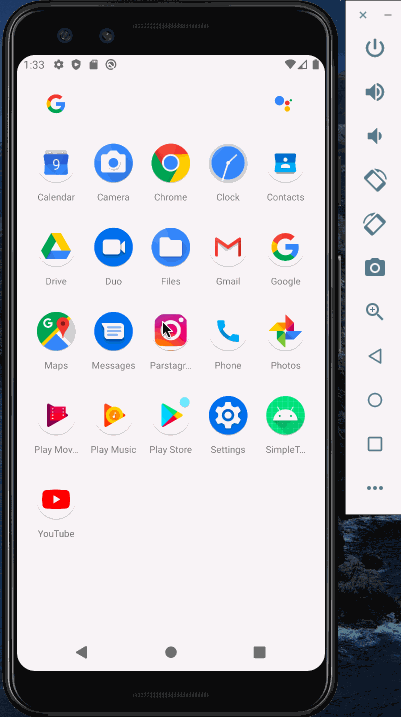 1:33
9
Calendar Camera Chrome Clock Contacts
Drive Duo Files Gmail Google
Maps Messages Parstagr... Phone Photos
Play Mov... Play Music Play Store Settings SimpleT...
YouTube